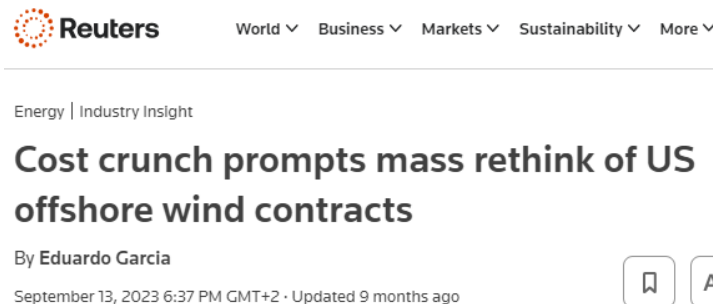 Reuters World Business Markets Sustainability More
Energy | Industry Insight
Cost crunch prompts mass rethink of US
offshore wind contracts
By Eduardo Garcia
September 13, 2023 6:37 PM GMT+2 · Updated 9 months ago
A